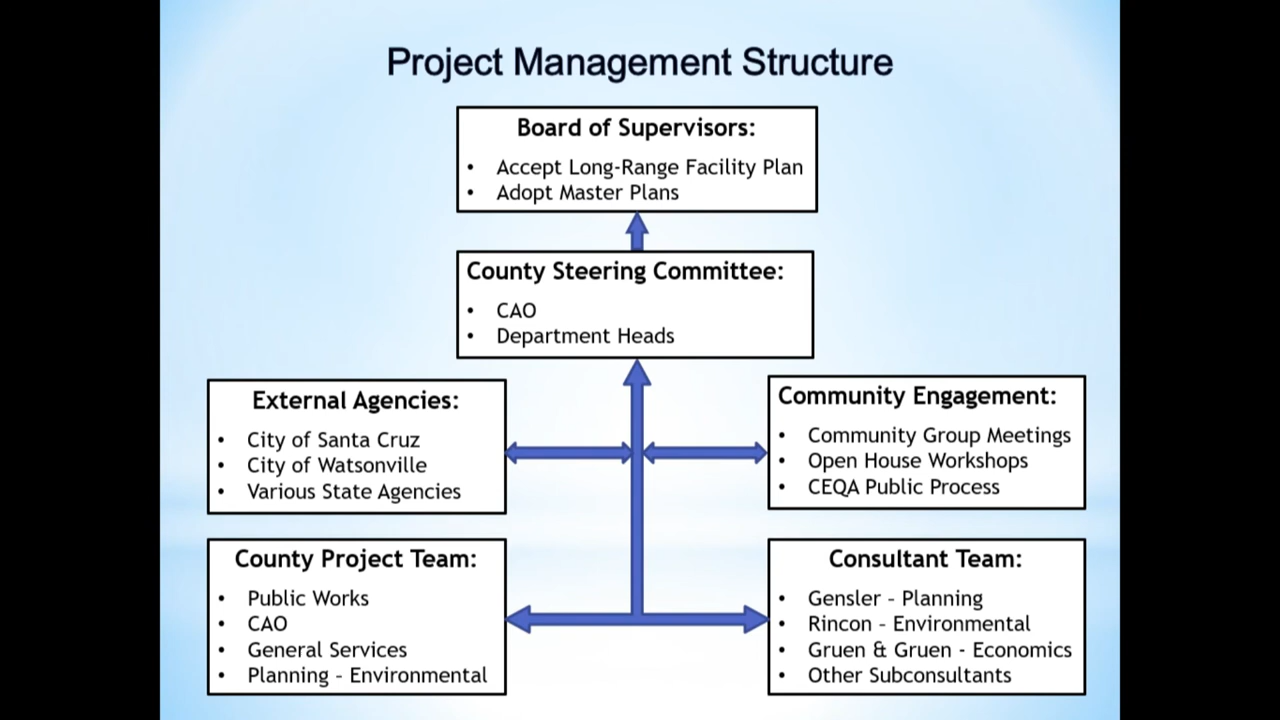 Project Management Structure
Board of Supervisors:
• Accept Long-Range Facility Plan
• Adopt Master Plans
County Steering Committee:
• CAO
• Department Heads
External Agencies:
• City of Santa Cruz
• City of Watsonville
• Various State Agencies
Community Engagement:
• Community Group Meetings
• Open House Workshops
• CEQA Public Process
County Project Team:
• Public Works
• CAO
• General Services
• Planning – Environmental
Consultant Team:
• Gensler – Planning
• Rincon – Environmental
• Gruen & Gruen - Economics
• Other Subconsultants